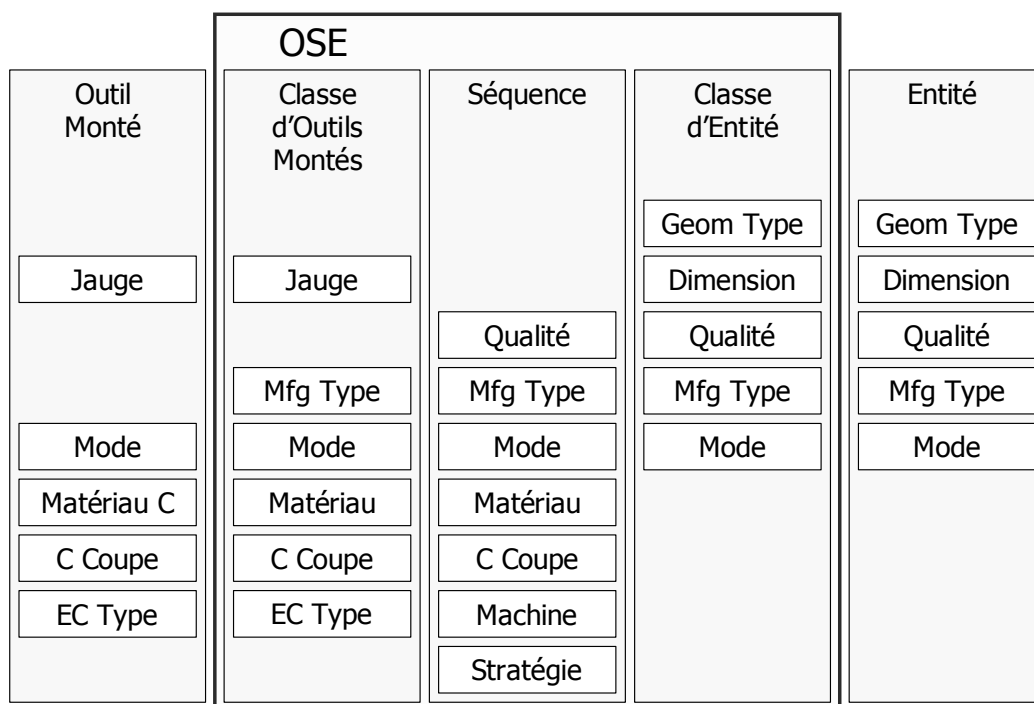 OSE
Outil
Monté
Jauge
Mode
Matériau C
C Coupe
EC Type
Classe
d'Outils
Montés
Jauge
Mfg Type
Mode
Matériau
C Coupe
EC Type
Séquence
Qualité
Mfg Type
Mode
Matériau
C Coupe
Machine
Stratégie
Classe
d'Entité
Geom Type
Dimension
Qualité
Mfg Type
Mode
Entité
Geom Type
Dimension
Qualité
Mfg Type
Mode